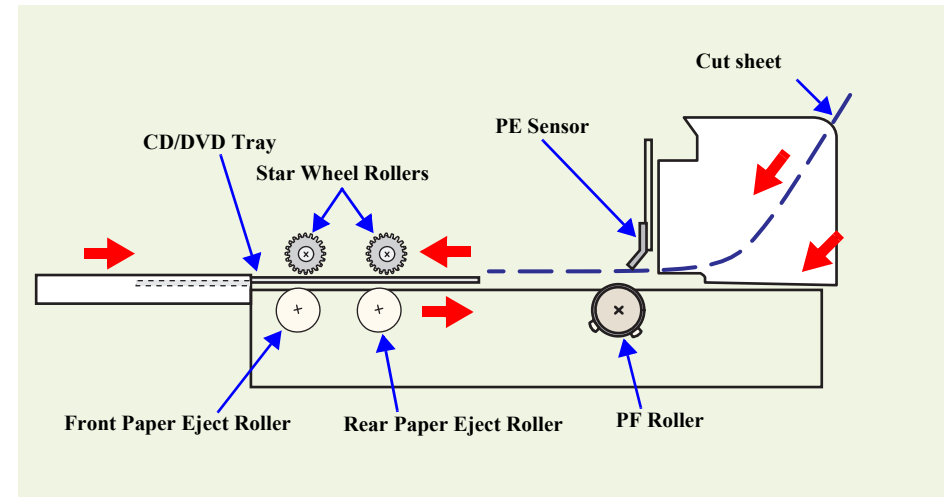 Cut sheet
PE Sensor
CD/DVD Tray
Star Wheel Rollers
Front Paper Eject Roller
Rear Paper Eject Roller
PF Roller